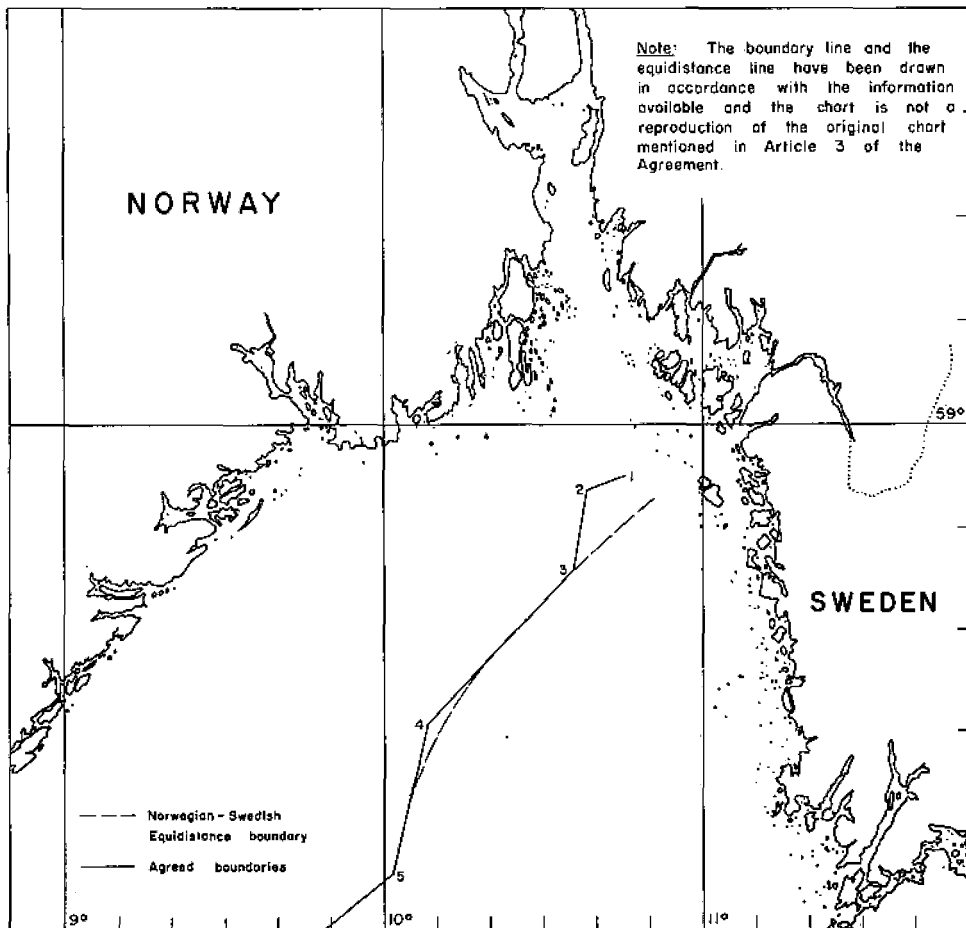 Note: The boundary line and the
equidistance line have been drawn
in accordance with the information
available and the chart is not a
reproduction of the original chart
mentioned in Article 3 of the
Agreement.
NORWAY
59°
2 1
3
SWEDEN
4
Norwegian-Swedish
Equidistance boundary
Agreed boundaries
5
9° 10° 11°